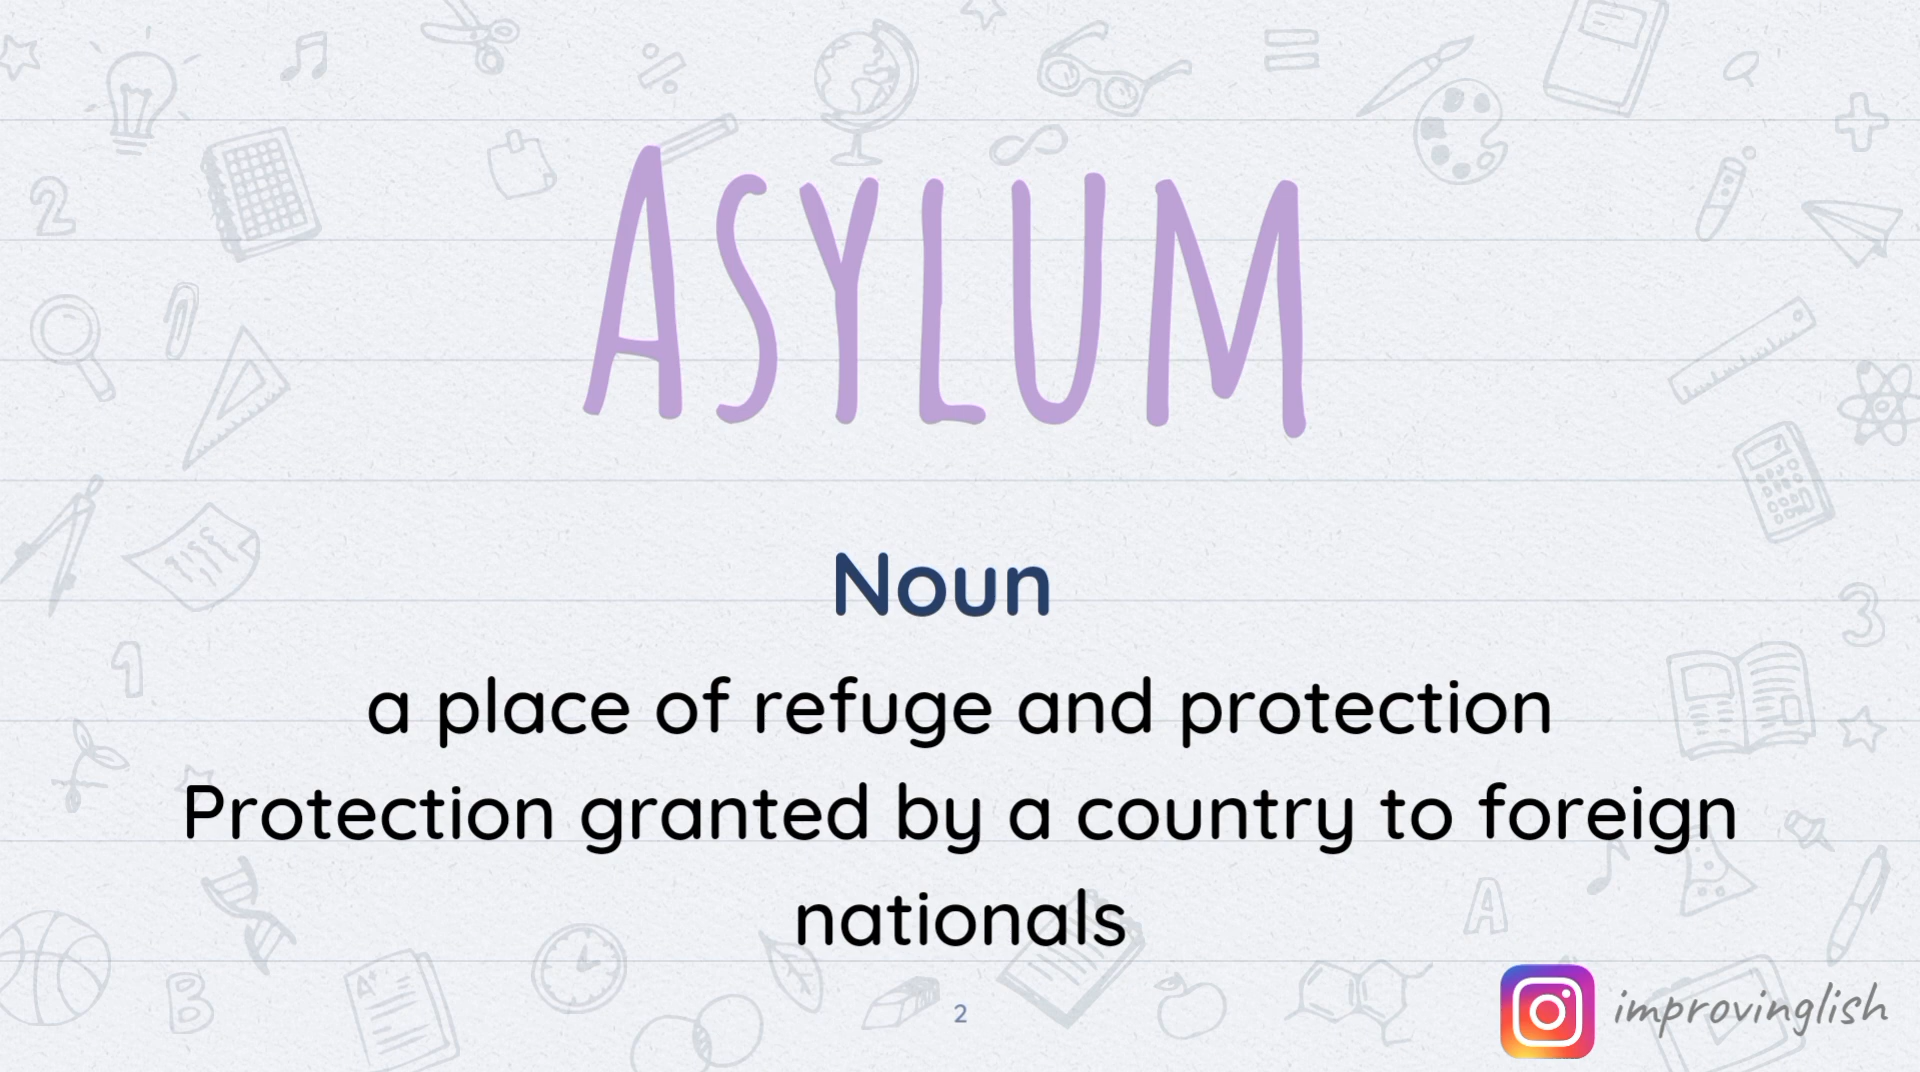 ASYLUM
Noun
a place of refuge and protection
Protection granted by a country to foreign
nationals
2
improvinglish